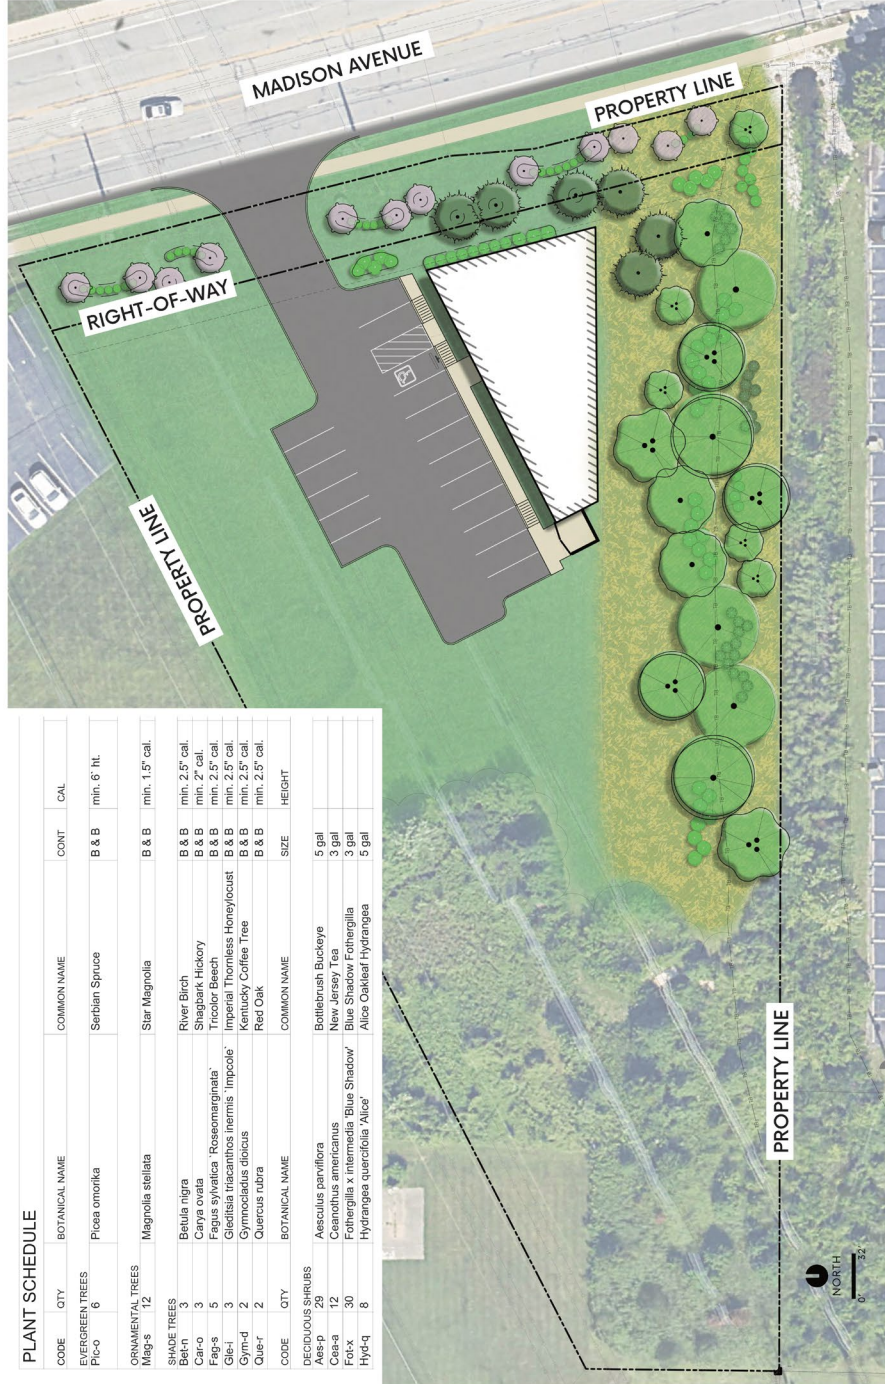 MADISON AVENUE
PROPERTY LINE
RIGHT-OF-WAY
PROPERTY LINE
PROPERTY LINE
NORTH
0' 32'
PLANT SCHEDULE
CODE QTY BOTANICAL NAME COMMON NAME CONT CAL
EVERGREEN TREES
Pic-o 6 Picea omorika Serbian Spruce B & B min. 6` ht.
ORNAMENTAL TREES
Mag-s 12 Magnolia stellata Star Magnolia B & B min. 1.5" cal.
SHADE TREES
Bet-n 3 Betula nigra River Birch B & B min. 2.5" cal.
Car-o 3 Carya ovata Shagbark Hickory B & B min. 2" cal.
Fag-s 5 Fagus sylvatica `Roseomarginata` Tricolor Beech B & B min. 2.5" cal.
Gle-i 3 Gleditsia triacanthos inermis `Impcole` Imperial Thornless Honeylocust B & B min. 2.5" cal.
Gym-d 2 Gymnocladus dioicus Kentucky Coffee Tree B & B min. 2.5" cal.
Que-r 2 Quercus rubra Red Oak B & B min. 2.5" cal.
CODE QTY BOTANICAL NAME COMMON NAME SIZE HEIGHT
DECIDUOUS SHRUBS
Aes-p 29 Aesculus parviflora Bottlebrush Buckeye 5 gal
Cea-a 12 Ceanothus americanus New Jersey Tea 3 gal
Fot-x 30 Fothergilla x intermedia 'Blue Shadow' Blue Shadow Fothergilla 3 gal
Hyd-q 8 Hydrangea quercifolia 'Alice' Alice Oakleaf Hydrangea 5 gal